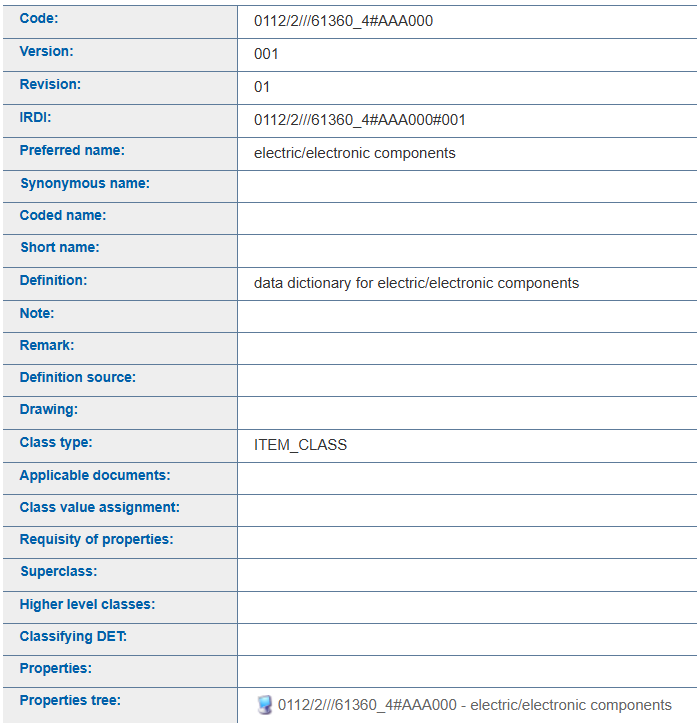 Code: 0112/2///61360_4#AAA000
Version: 001
Revision: 01
IRDI: 0112/2///61360_4#AAA000#001
Preferred name: electric/electronic components
Synonymous name:
Coded name:
Short name:
Definition: data dictionary for electric/electronic components
Note:
Remark:
Definition source:
Drawing:
Class type: ITEM_CLASS
Applicable documents:
Class value assignment:
Requisity of properties:
Superclass:
Higher level classes:
Classifying DET:
Properties:
Properties tree: 0112/2///61360_4#AAA000 - electric/electronic components